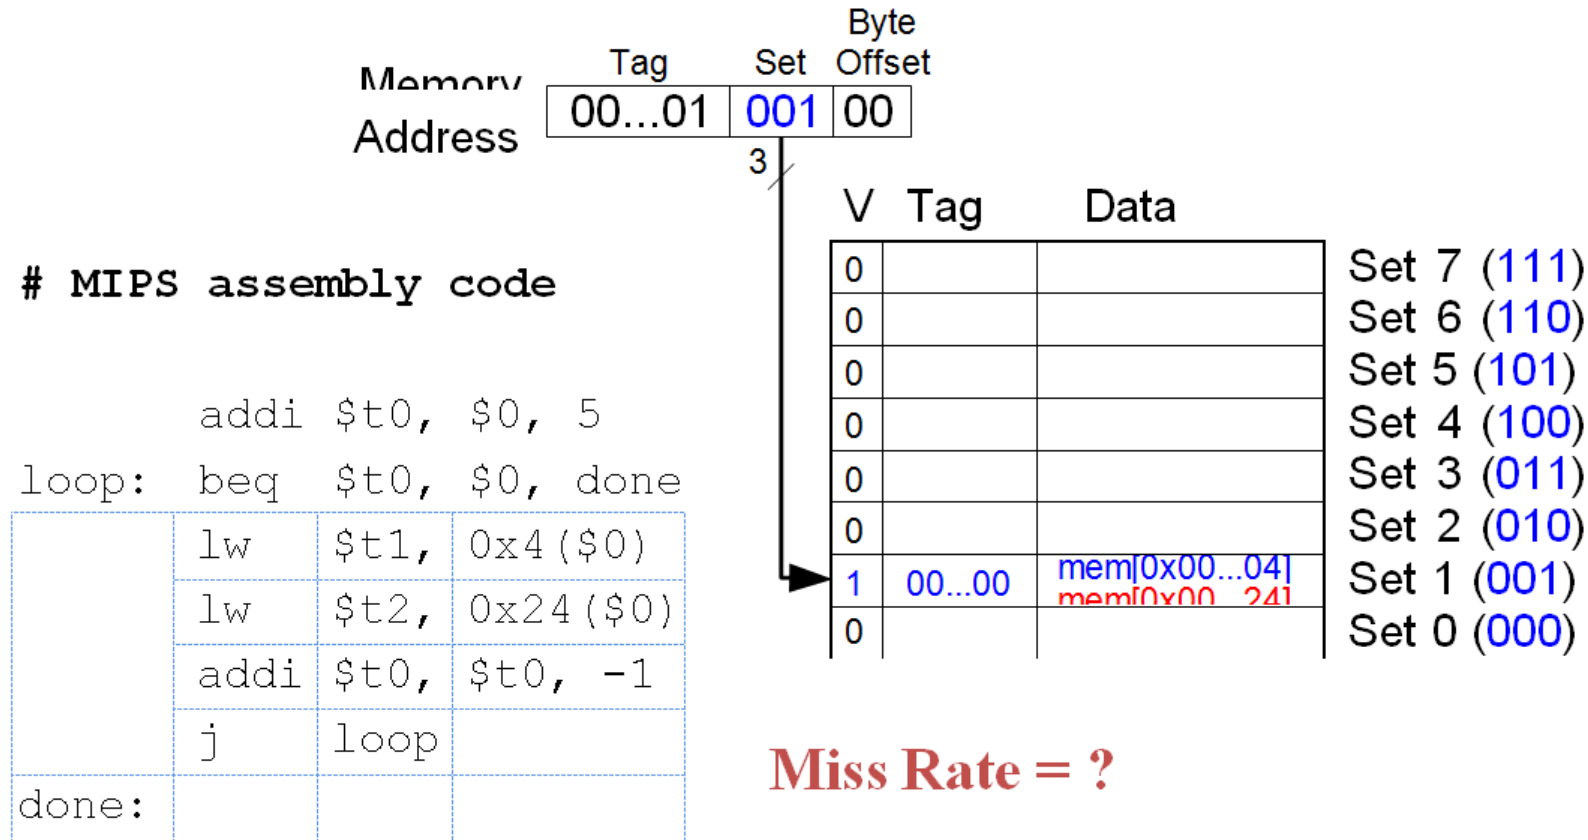 Byte
Tag Set Offset
Memory
Address 00...01 001 00
3
V Tag Data
# MIPS assembly code
addi $t0, $0, 5
loop: beq $t0, $0, done
lw $t1, 0x4($0)
lw $t2, 0x24($0)
addi $t0, $t0, -1
j loop
done:
0 Set 7 (111)
0 Set 6 (110)
0 Set 5 (101)
0 Set 4 (100)
0 Set 3 (011)
0 Set 2 (010)
1 00...00 mem[0x00...04] Set 1 (001)
mem[0x00...24]
0 Set 0 (000)
Miss Rate = ?